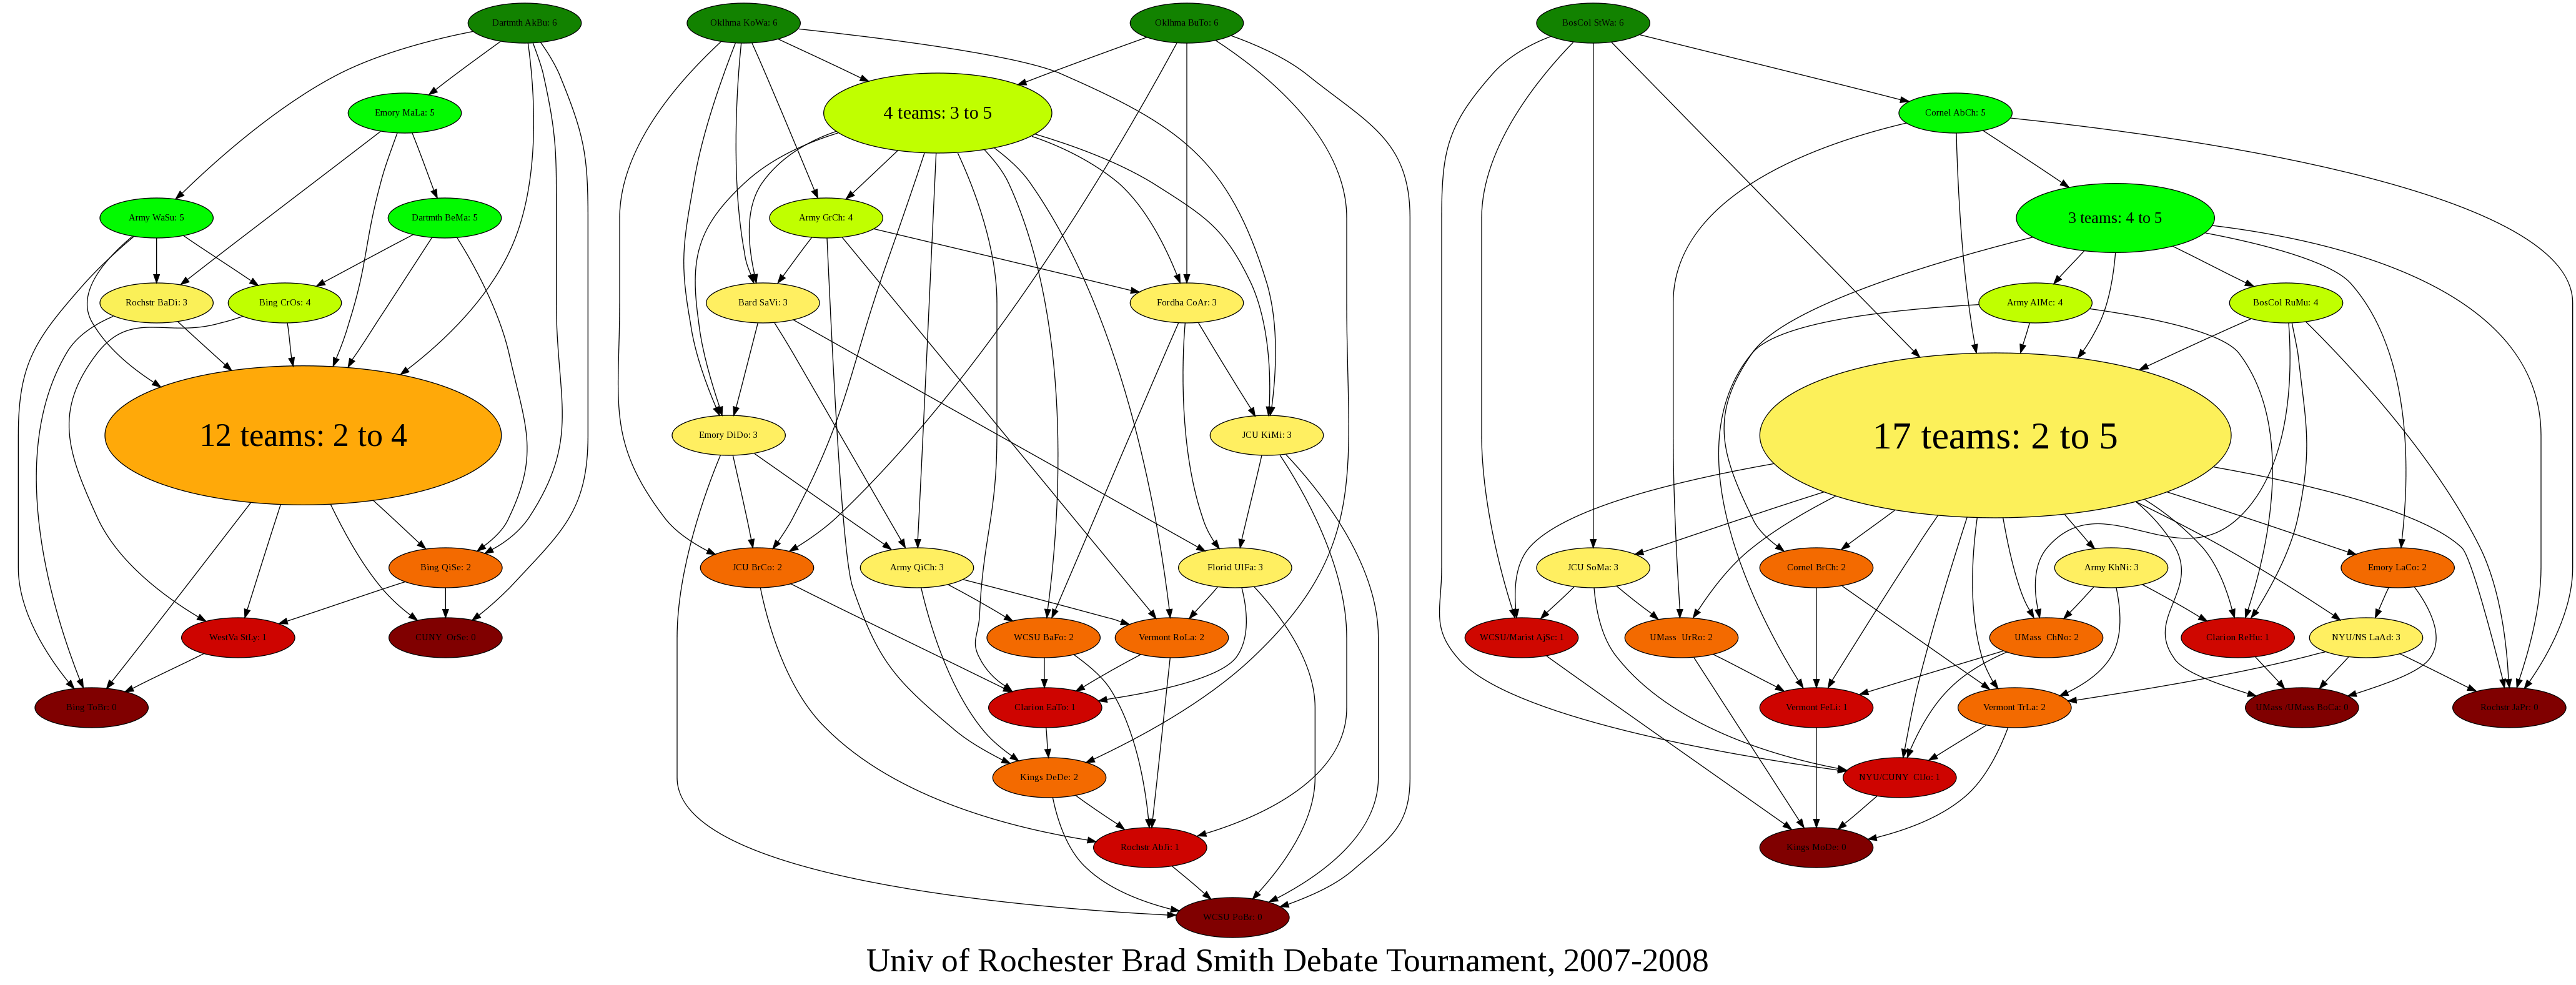 Dartmth AkBu: 6
Oklhma KoWa: 6
Oklhma BuTo: 6
BosCol StWa: 6
Emory MaLa: 5
4 teams: 3 to 5
Cornel AbCh: 5
Army WaSu: 5
Dartmth BeMa: 5
Army GrCh: 4
3 teams: 4 to 5
Rochstr BaDi: 3
Bing CrOs: 4
Bard SaVi: 3
Fordha CoAr: 3
Army AlMc: 4
BosCol RuMu: 4
12 teams: 2 to 4
Emory DiDo: 3
JCU KiMi: 3
17 teams: 2 to 5
Bing QiSe: 2
JCU BrCo: 2
Army QiCh: 3
Florid UlFa: 3
JCU SoMa: 3
Cornel BrCh: 2
Army KhNi: 3
Emory LaCo: 2
WestVa StLy: 1
CUNY OrSe: 0
WCSU BaFo: 2
Vermont RoLa: 2
WCSU/Marist AjSc: 1
UMass UrRo: 2
UMass ChNo: 2
Clarion ReHu: 1
NYU/NS LaAd: 3
Bing ToBr: 0
Clarion EaTo: 1
Vermont FeLi: 1
Vermont TrLa: 2
UMass /UMass BoCa: 0
Rochstr JaPr: 0
Kings DeDe: 2
NYU/CUNY ClJo: 1
Rochstr AhJi: 1
Kings MoDe: 0
WCSU PoBr: 0
Univ of Rochester Brad Smith Debate Tournament, 2007-2008